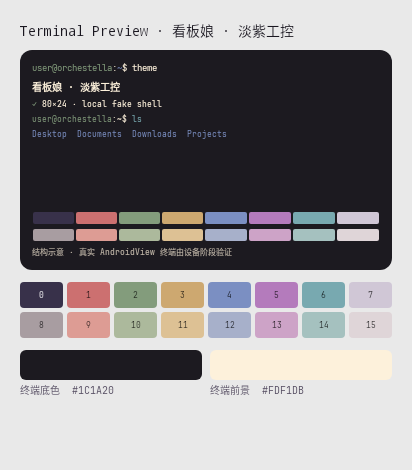 Terminal Preview · 看板娘 · 淡紫工控
user@orchestella:~$ theme
看板娘 · 淡紫工控
✓ 80×24 · local fake shell
user@orchestella:~$ ls
Desktop  Documents  Downloads  Projects
结构示意 · 真实 AndroidView 终端由设备阶段验证
0 1 2 3 4 5 6 7
8 9 10 11 12 13 14 15
终端底色  #1C1A20 终端前景  #FDF1DB